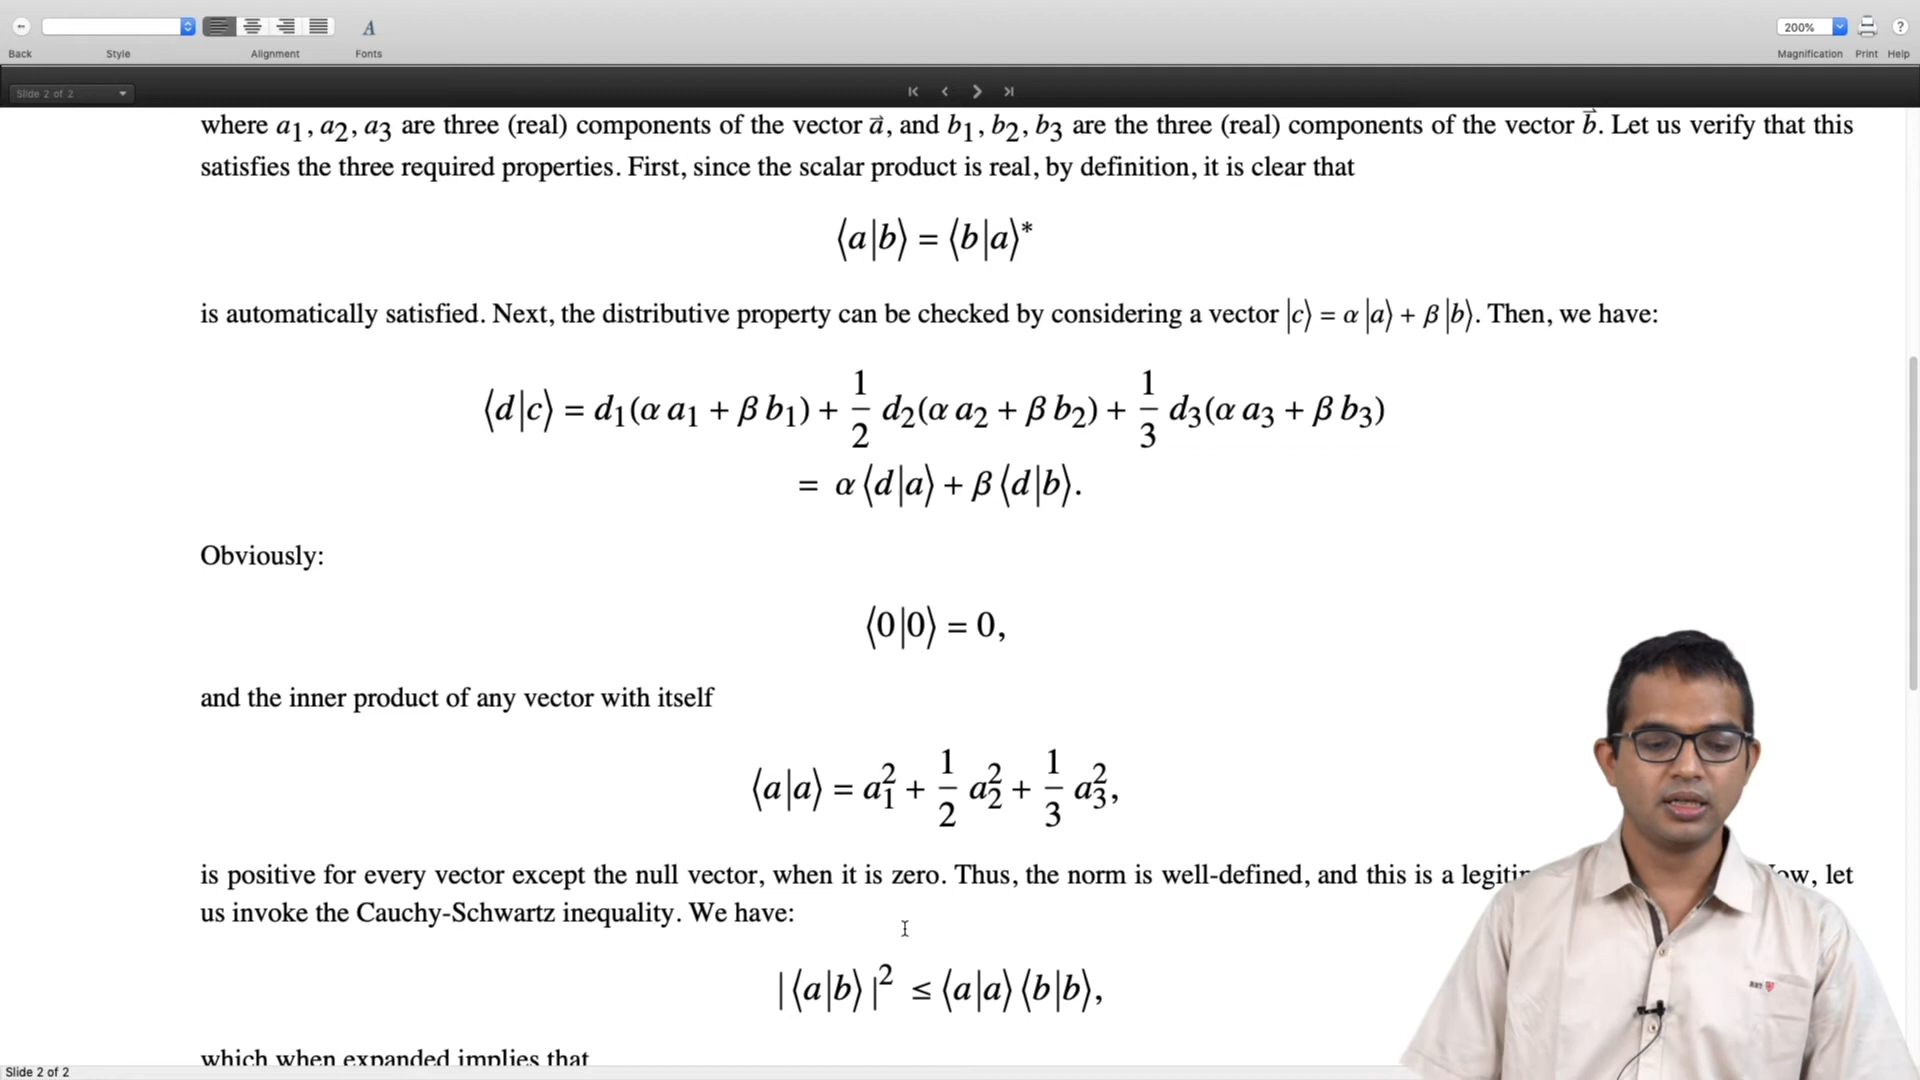 200%
Back
Style
Alignment
Fonts
Magnification
Print
Help
Slide 2 of 2
where a₁, a₂, a₃ are three (real) components of the vector a⃗, and b₁, b₂, b₃ are the three (real) components of the vector b⃗. Let us verify that this
satisfies the three required properties. First, since the scalar product is real, by definition, it is clear that
⟨a|b⟩ = ⟨b|a⟩*
is automatically satisfied. Next, the distributive property can be checked by considering a vector |c⟩ = α |a⟩ + β |b⟩. Then, we have:
⟨d|c⟩ = d₁(α a₁ + β b₁) + 1/2 d₂(α a₂ + β b₂) + 1/3 d₃(α a₃ + β b₃)
= α ⟨d|a⟩ + β ⟨d|b⟩.
Obviously:
⟨0|0⟩ = 0,
and the inner product of any vector with itself
⟨a|a⟩ = a₁² + 1/2 a₂² + 1/3 a₃²,
is positive for every vector except the null vector, when it is zero. Thus, the norm is well-defined, and this is a let
us invoke the Cauchy-Schwartz inequality. We have:
|⟨a|b⟩|² ≤ ⟨a|a⟩ ⟨b|b⟩,
which when expanded implies that
Slide 2 of 2